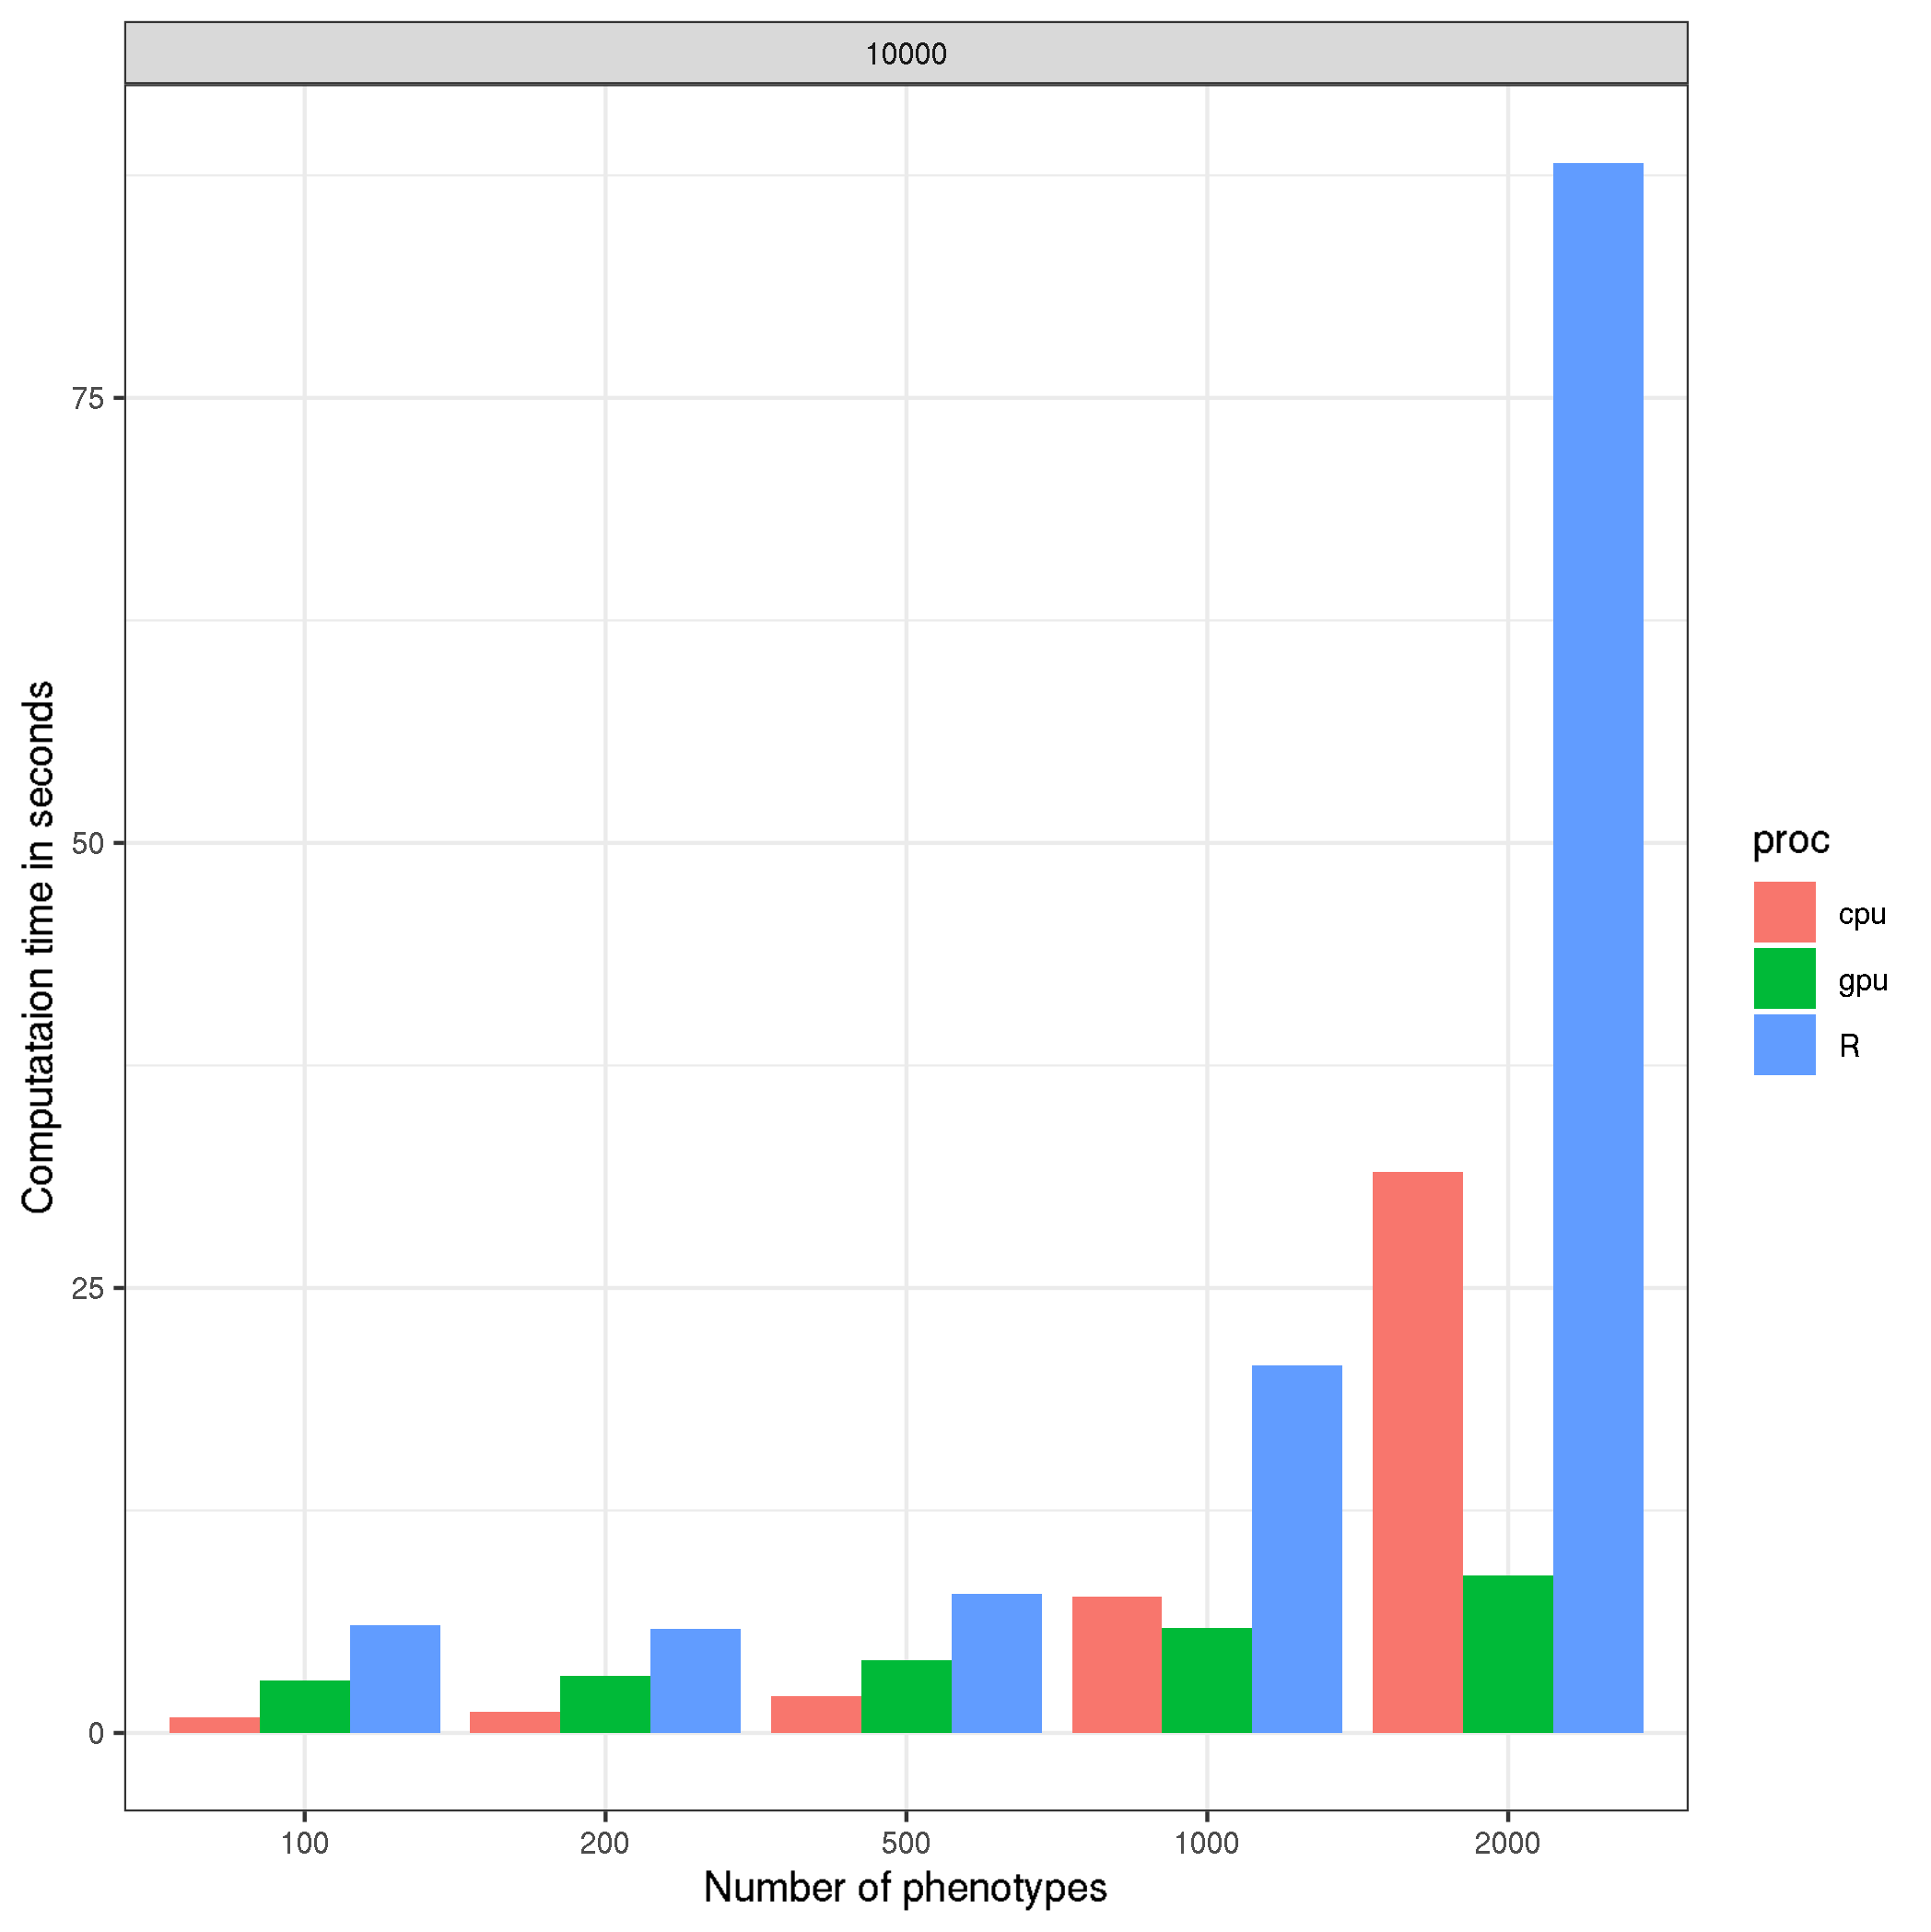 10000
75
50
25
0
Computataion time in seconds
100 200 500 1000 2000
Number of phenotypes
proc
cpu
gpu
R